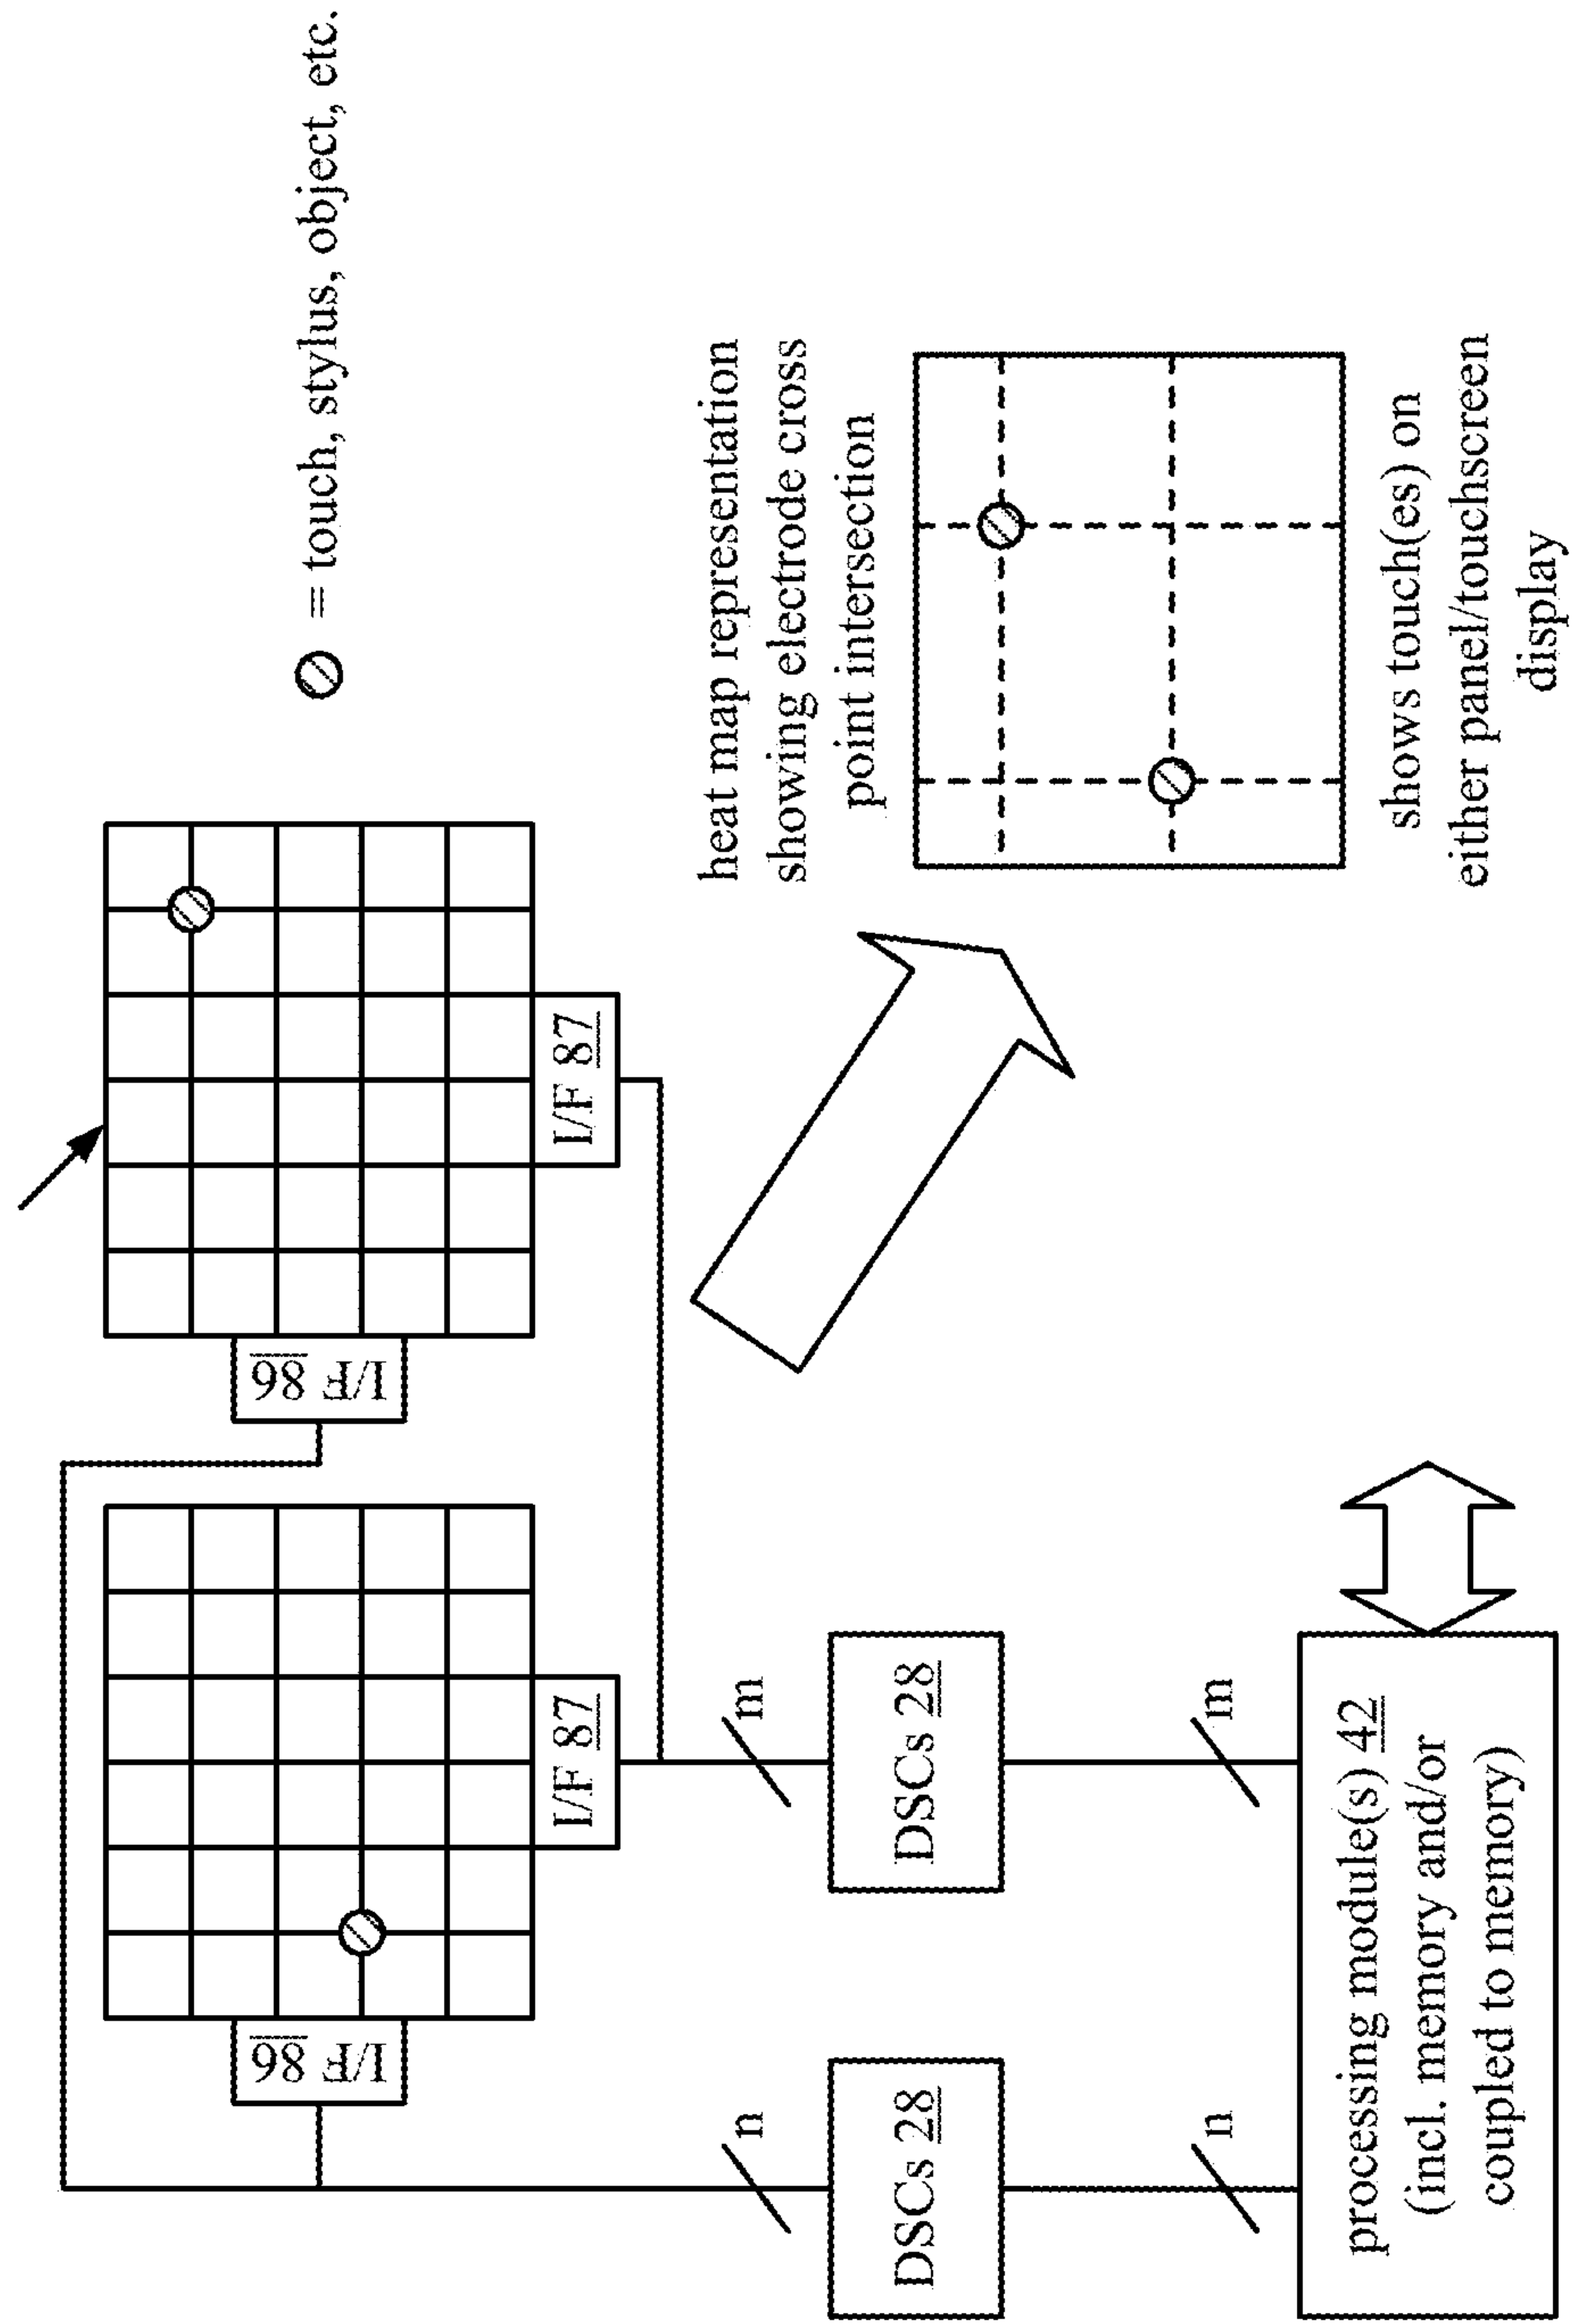 = touch, stylus, object, etc.
I/F 86
I/F 87
I/F 86
I/F 87
heat map representation
showing electrode cross
point intersection
shows touch(es) on
either panel/touchscreen
display
n
m
DSCs 28
DSCs 28
n
m
processing module(s) 42
(incl. memory and/or
coupled to memory)